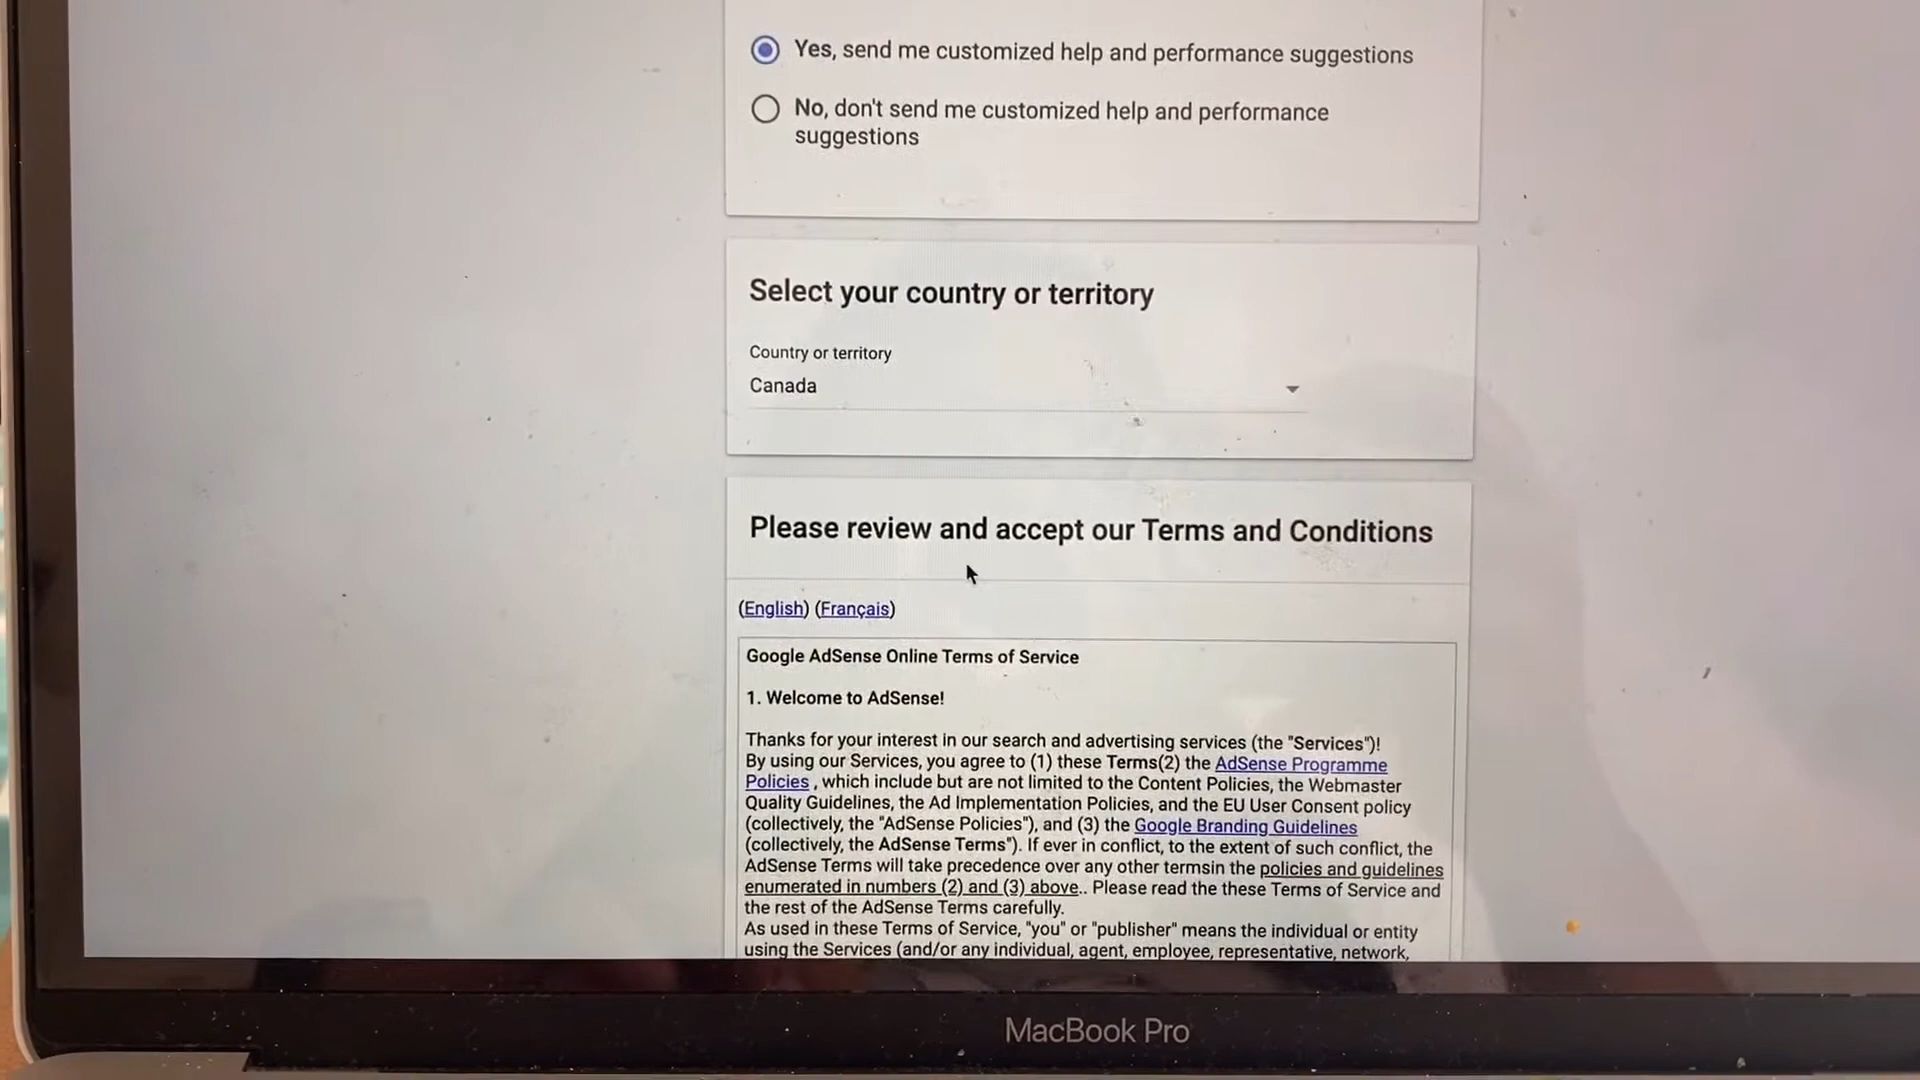 Yes, send me customized help and performance suggestions
No, don't send me customized help and performance
suggestions
Select your country or territory
Country or territory
Canada
Please review and accept our Terms and Conditions
(English) (Français)
Google AdSense Online Terms of Service
1. Welcome to AdSense!
Thanks for your interest in our search and advertising services (the "Services")!
By using our Services, you agree to (1) these Terms(2) the AdSense Programme
Policies , which include but are not limited to the Content Policies, the Webmaster
Quality Guidelines, the Ad Implementation Policies, and the EU User Consent policy
(collectively, the "AdSense Policies"), and (3) the Google Branding Guidelines
(collectively, the AdSense Terms"). If ever in conflict, to the extent of such conflict, the
AdSense Terms will take precedence over any other termsin the policies and guidelines
enumerated in numbers (2) and (3) above.. Please read the these Terms of Service and
the rest of the AdSense Terms carefully.
As used in these Terms of Service, "you" or "publisher" means the individual or entity
using the Services (and/or any individual, agent, employee, representative, network,
MacBook Pro